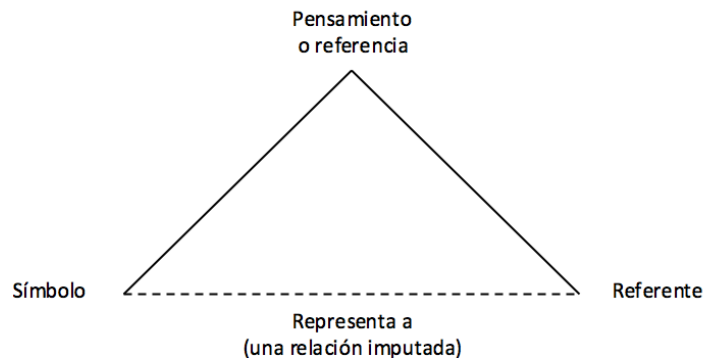 Pensamiento
o referencia
Símbolo
Referente
Representa a
(una relación imputada)